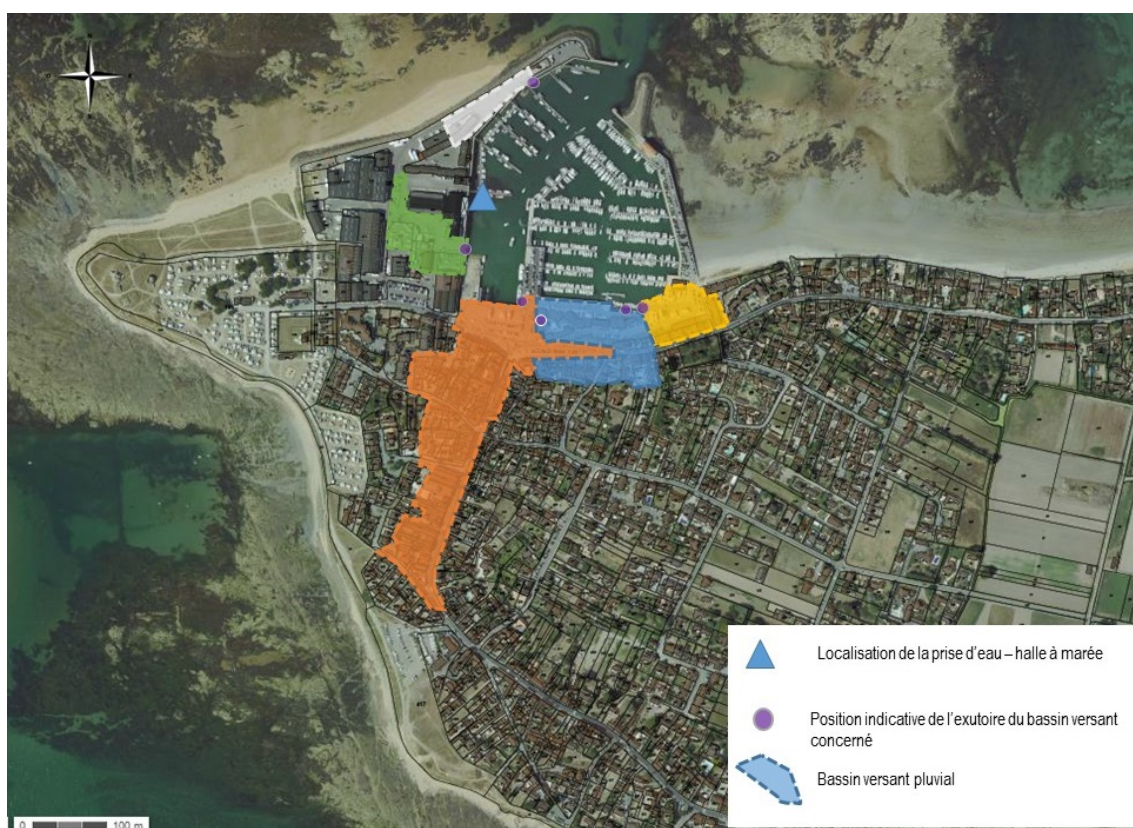 N
Localisation de la prise d’eau – halle à marée
Position indicative de l’exutoire du bassin versant
concerné
Bassin versant pluvial
0 100 m